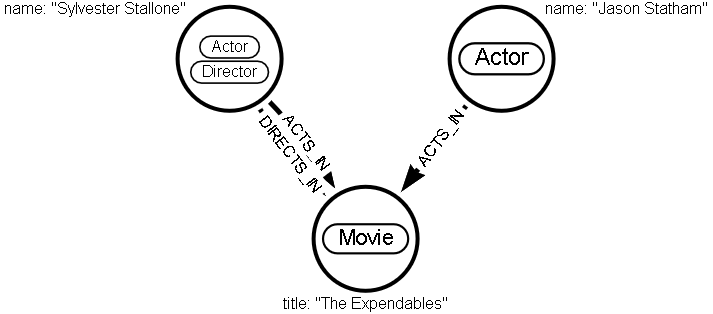 name: "Sylvester Stallone"
name: "Jason Statham"
Actor
Director
Actor
ACTS_IN
DIRECTS_IN
ACTS_IN
Movie
title: "The Expendables"